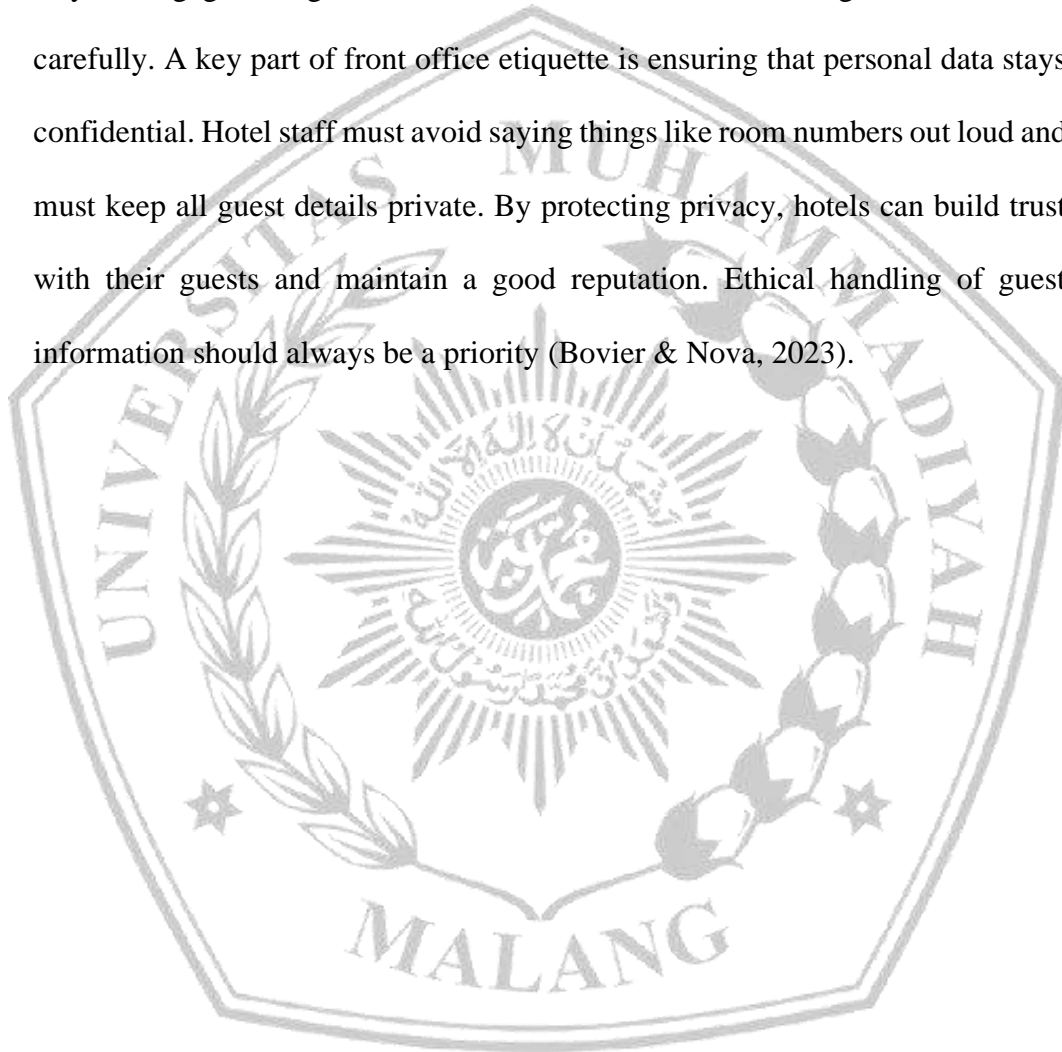 carefully. A key part of front office etiquette is ensuring that personal data stays
confidential. Hotel staff must avoid saying things like room numbers out loud and
must keep all guest details private. By protecting privacy, hotels can build trust
with their guests and maintain a good reputation. Ethical handling of guest
information should always be a priority (Bovier & Nova, 2023).
UNIVERSITAS MUHAMMADIYAH
MALANG